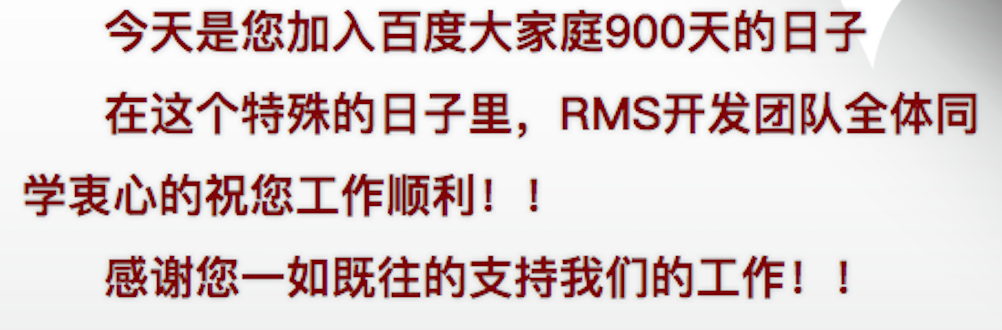 今天是您加入百度大家庭900天的日子
在这个特殊的日子里，RMS开发团队全体同
学衷心的祝您工作顺利！！
感谢您一如既往的支持我们的工作！！